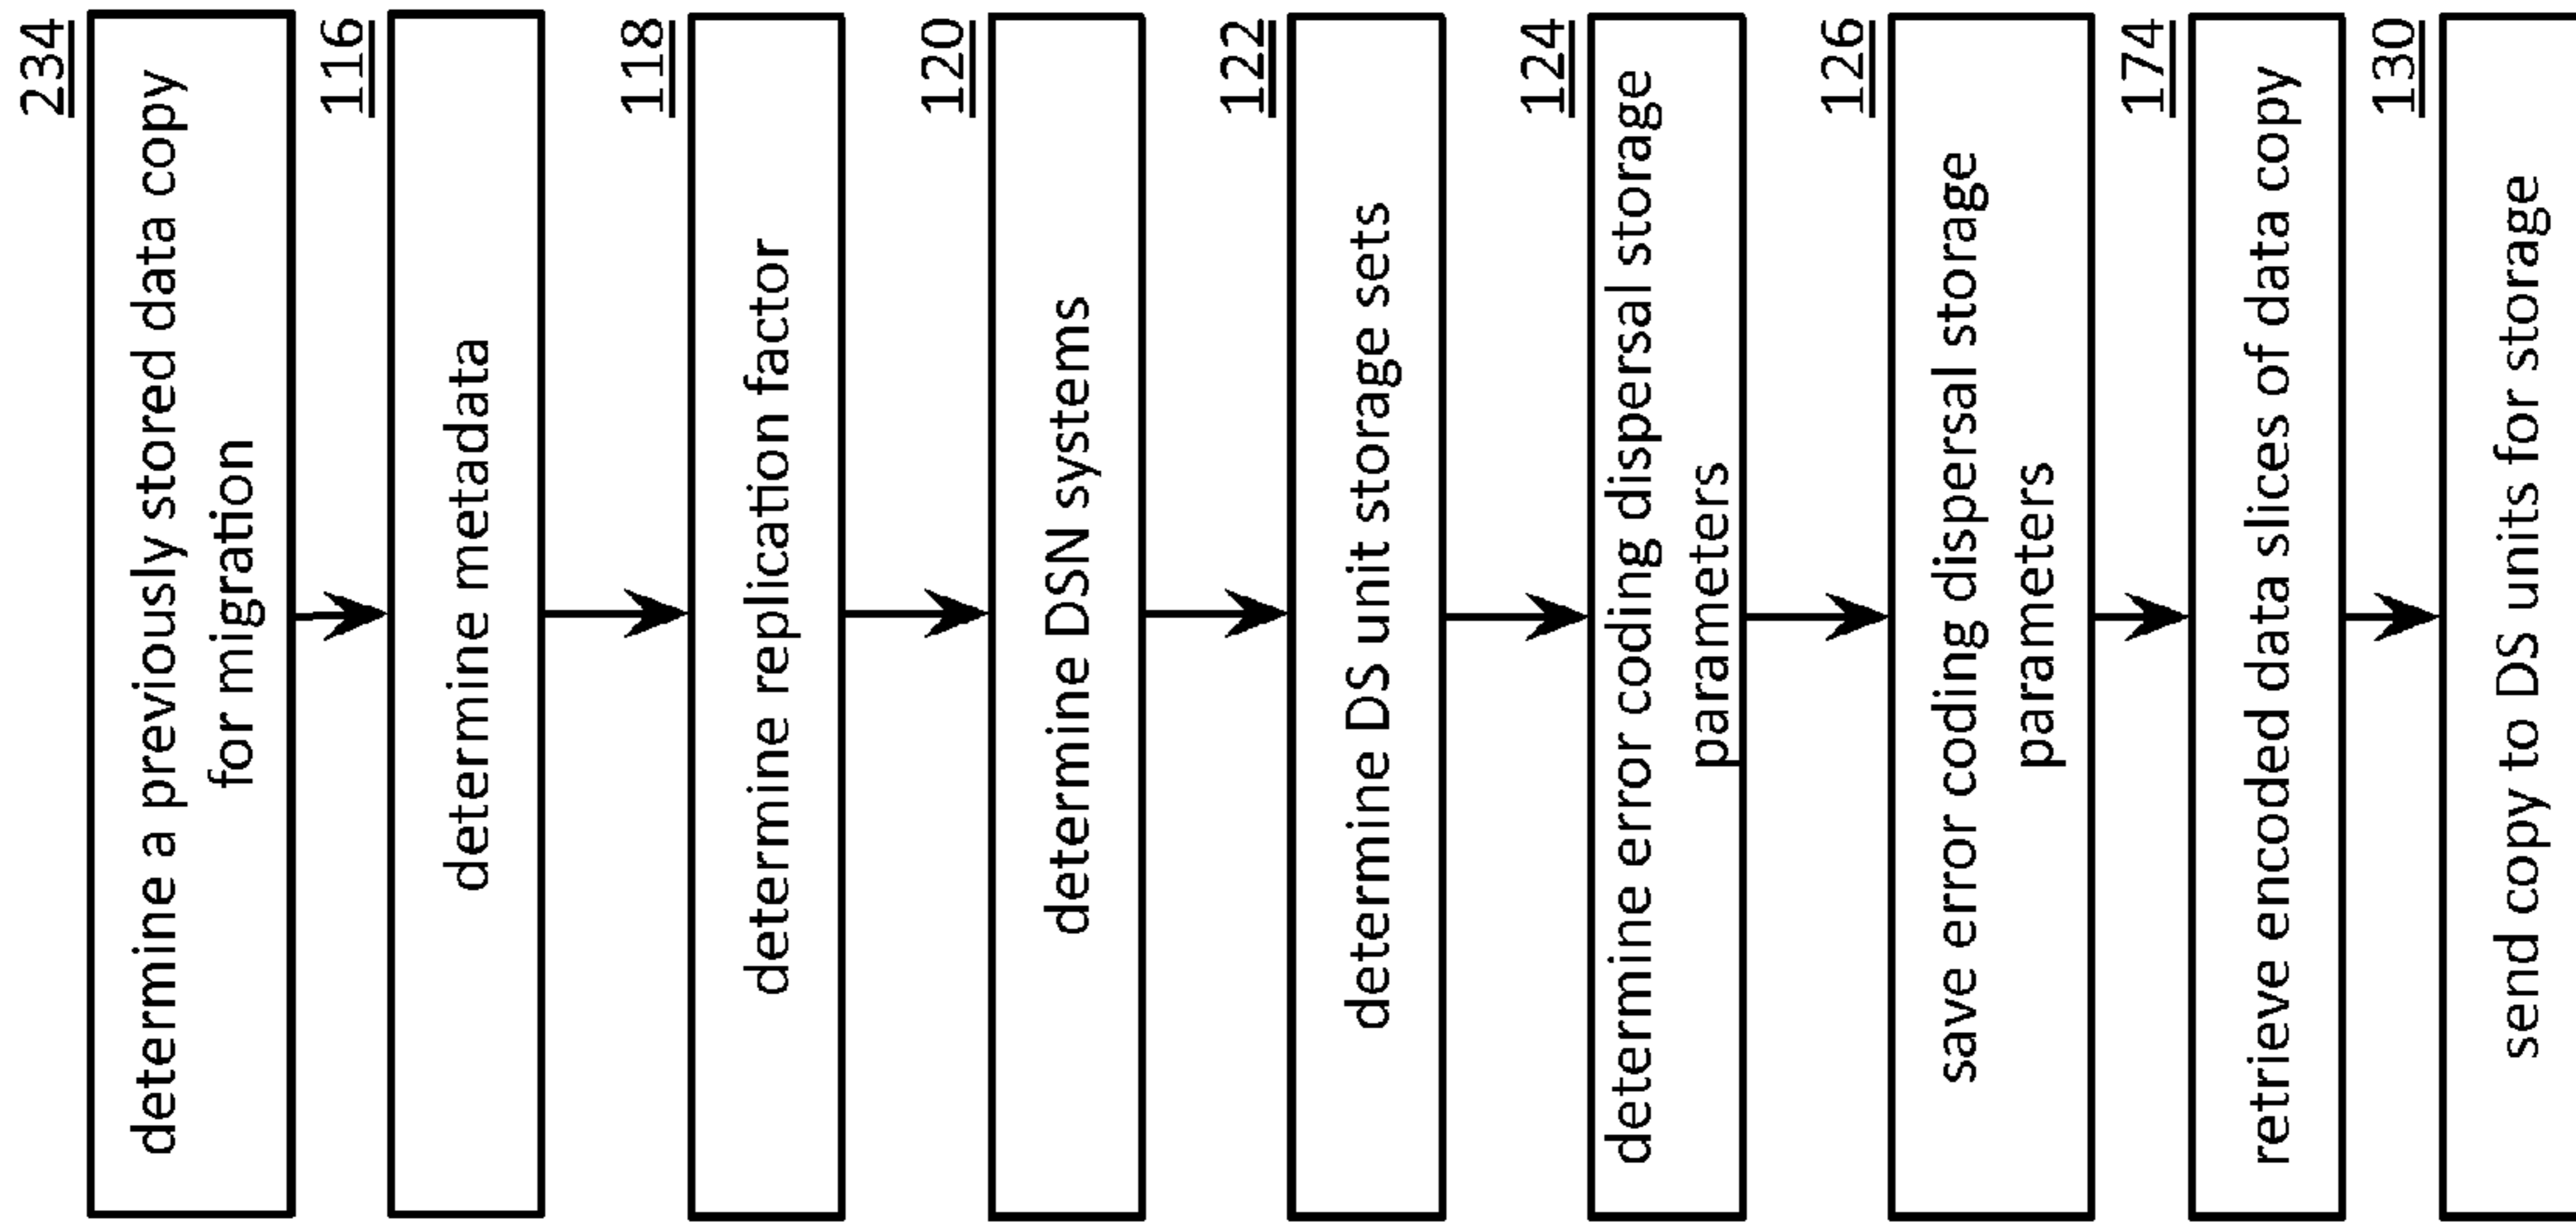 234
determine a previously stored data copy
for migration
116
determine metadata
118
determine replication factor
120
determine DSN systems
122
determine DS unit storage sets
124
determine error coding dispersal storage
parameters
126
save error coding dispersal storage
parameters
174
retrieve encoded data slices of data copy
130
send copy to DS units for storage